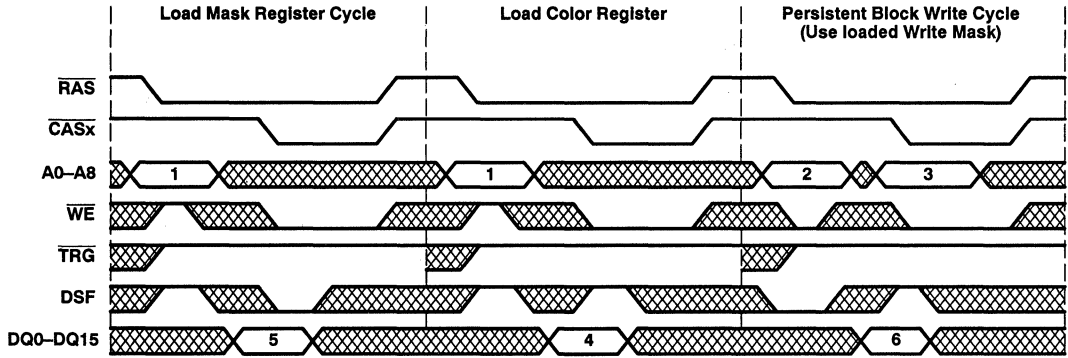 Load Mask Register Cycle
Load Color Register
Persistent Block Write Cycle
(Use loaded Write Mask)
RAS
CASx
A0–A8
1
1
2
3
WE
TRG
DSF
DQ0–DQ15
5
4
6